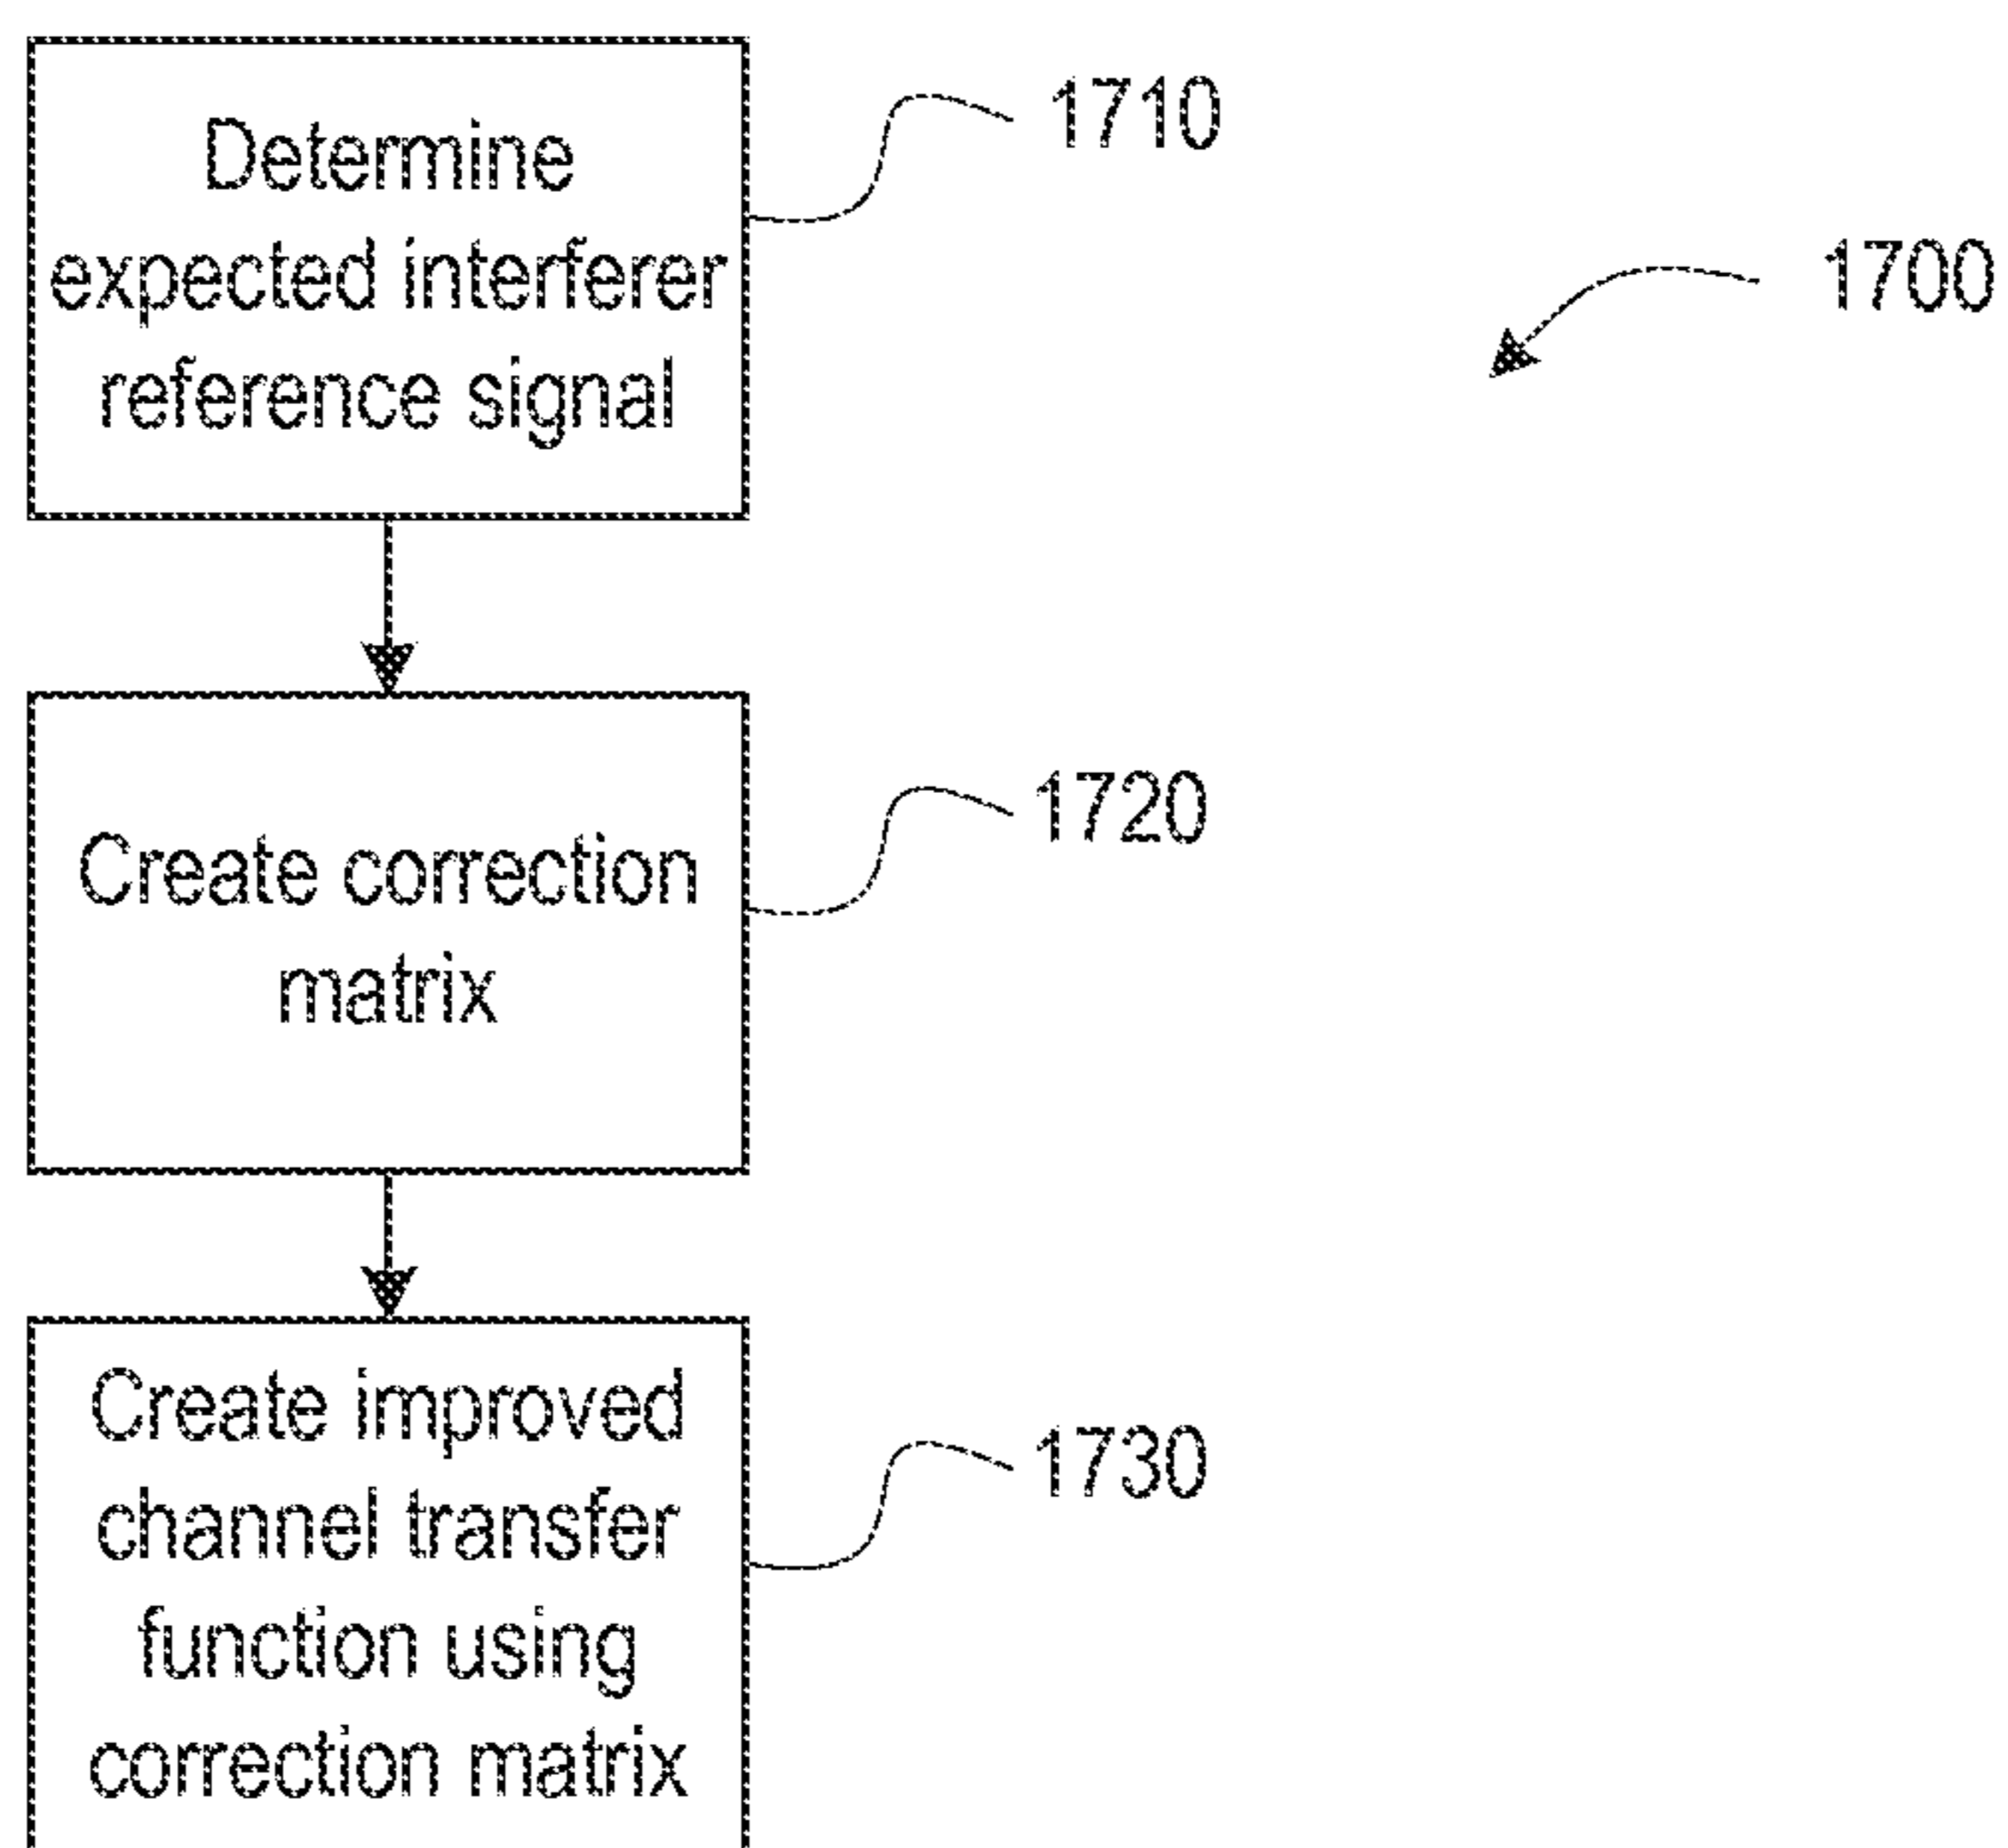 Determine
expected interferer
reference signal
1710
1700
Create correction
matrix
1720
Create improved
channel transfer
function using
correction matrix
1730